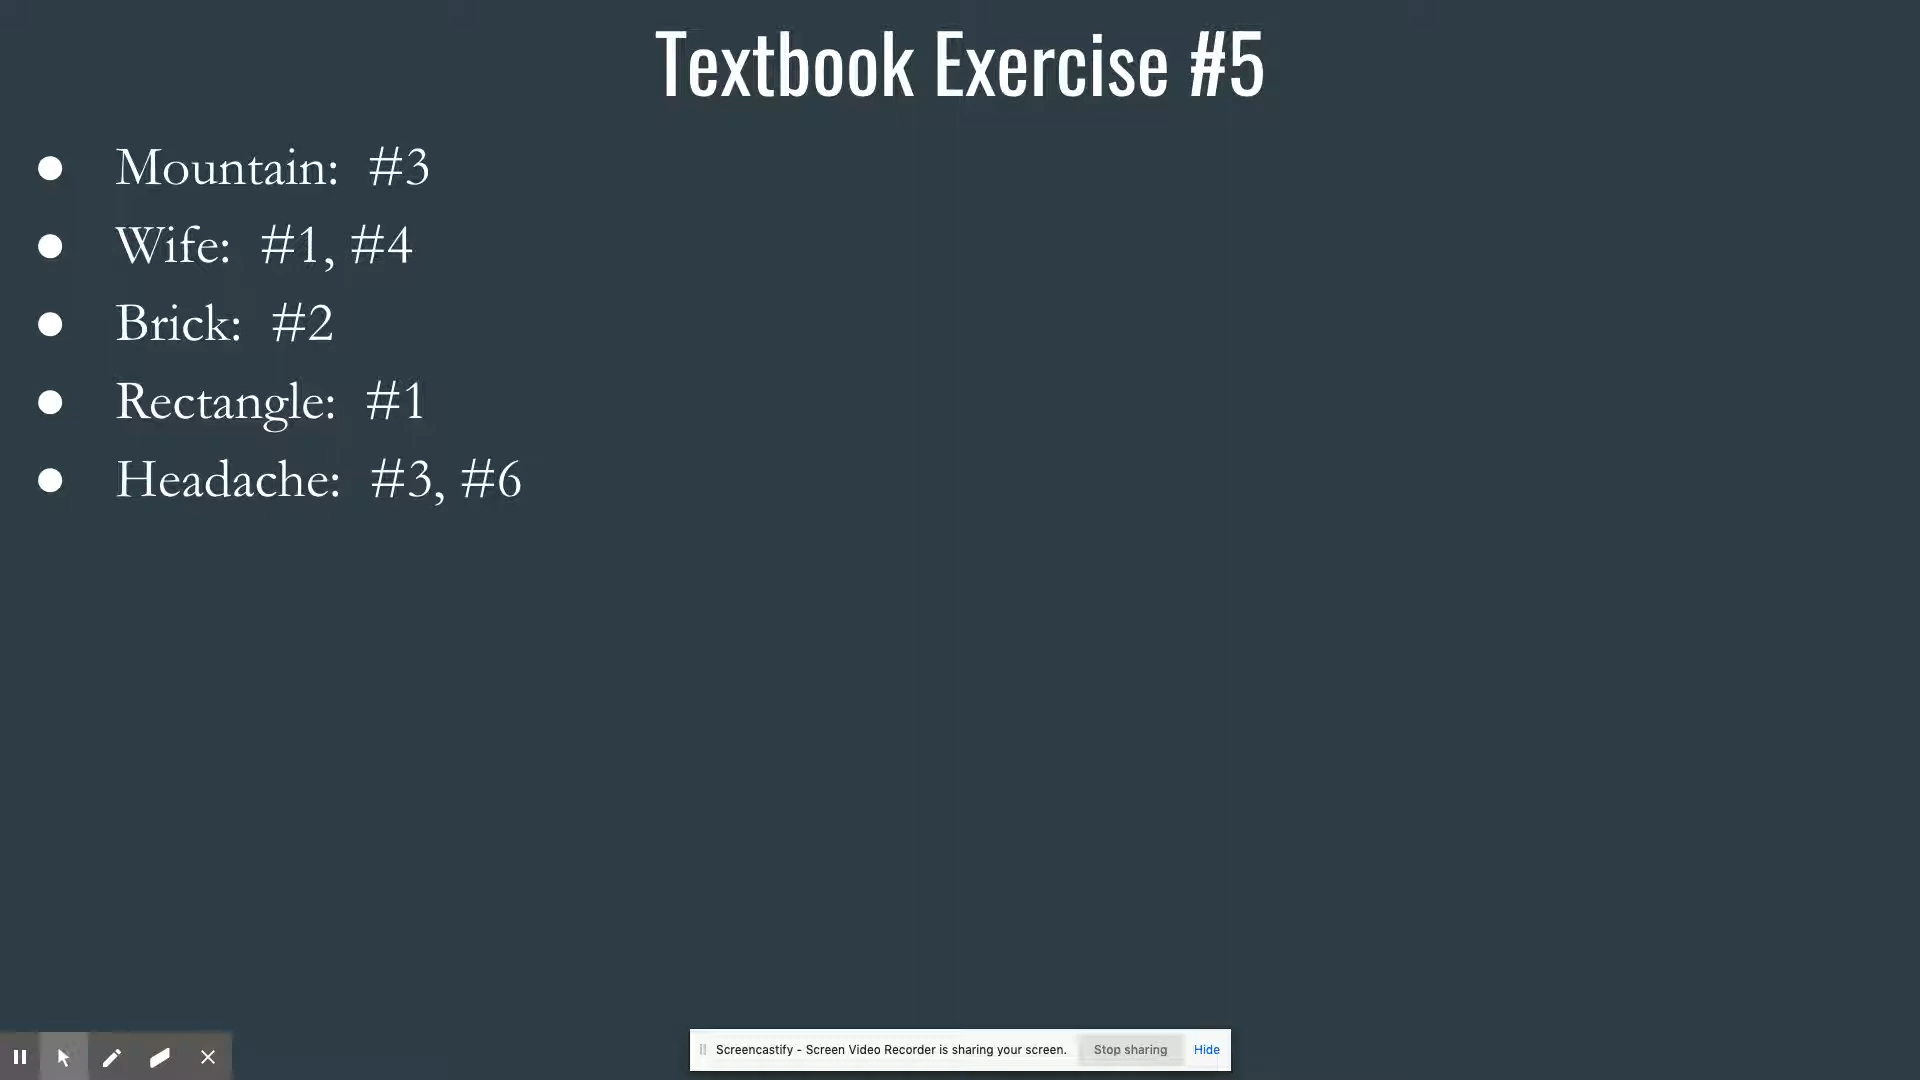 Textbook Exercise #5
● Mountain: #3
● Wife: #1, #4
● Brick: #2
● Rectangle: #1
● Headache: #3, #6
Screencastify - Screen Video Recorder is sharing your screen. Stop sharing Hide